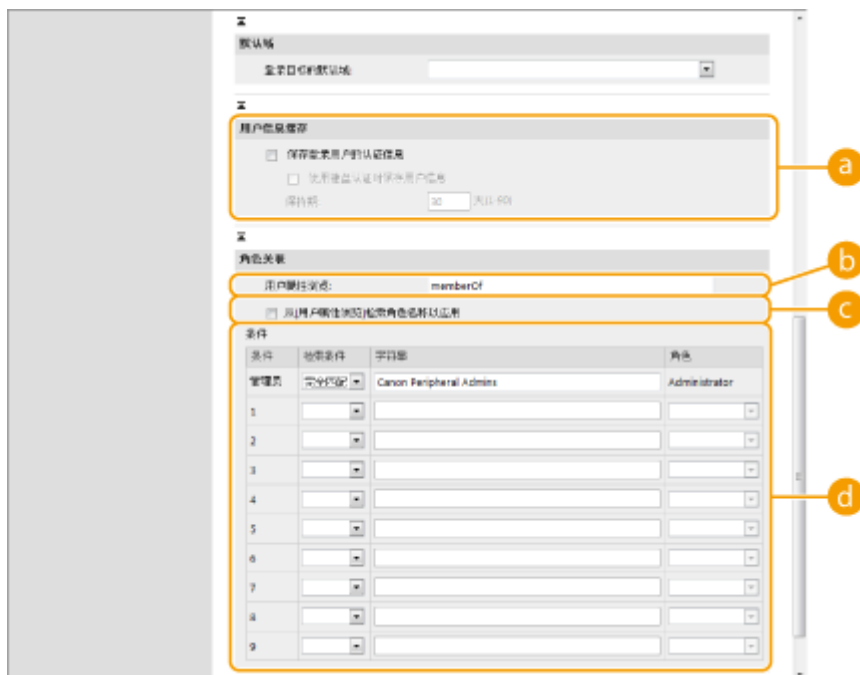 默认域
登录目标的默认域:
用户信息缓存
保存登录用户的认证信息
使用键盘认证时保存用户信息
保持期: 30 天(1-90)
a
角色关联
用户属性浏览: memberOf
b
从[用户属性浏览]检索角色名称以应用
c
条件
条件 检索条件 字符串 角色
管理员 完全匹配 Canon Peripheral Admins Administrator
1
2
3
4
d
5
6
7
8
9